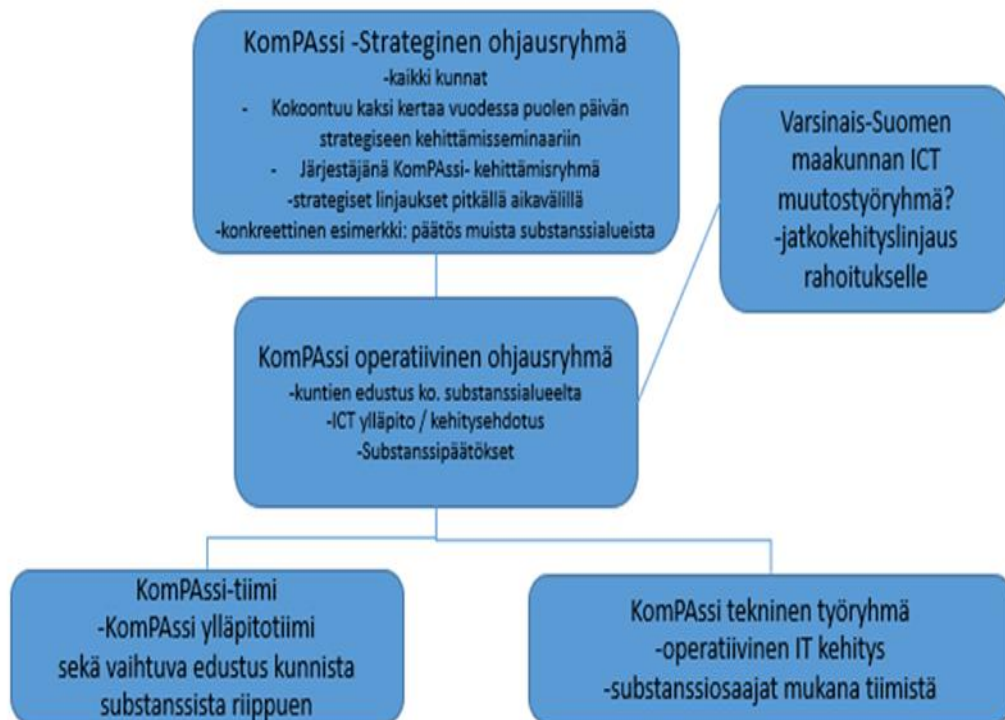 KomPAssi -Strateginen ohjausryhmä
-kaikki kunnat
- Kokoontuu kaksi kertaa vuodessa puolen päivän
strategiseen kehittämisseminaariin
- Järjestäjänä KomPAssi- kehittämisryhmä
-strategiset linjaukset pitkällä aikavälillä
-konkreettinen esimerkki: päätös muista substanssialueista
Varsinais-Suomen
maakunnan ICT
muutostyöryhmä?
-jatkokehityslinjaus
rahoitukselle
KomPAssi operatiivinen ohjausryhmä
-kuntien edustus ko. substanssialueelta
-ICT ylläpito / kehitysehdotus
-Substanssipäätökset
KomPAssi-tiimi
-KomPAssi ylläpitotiimi
sekä vaihtuva edustus kunnista
substanssista riippuen
KomPAssi tekninen työryhmä
-operatiivinen IT kehitys
-substanssiosaajat mukana tiimistä